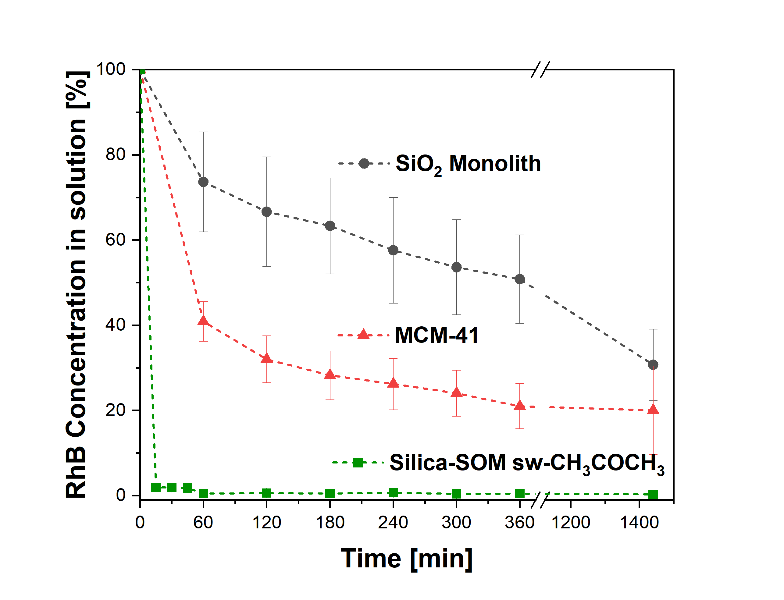 RhB Concentration in solution [%]
100
80
60
40
20
0
SiO₂ Monolith
MCM-41
Silica-SOM sw-CH₃COCH₃
0 60 120 180 240 300 360 1200 1400
Time [min]